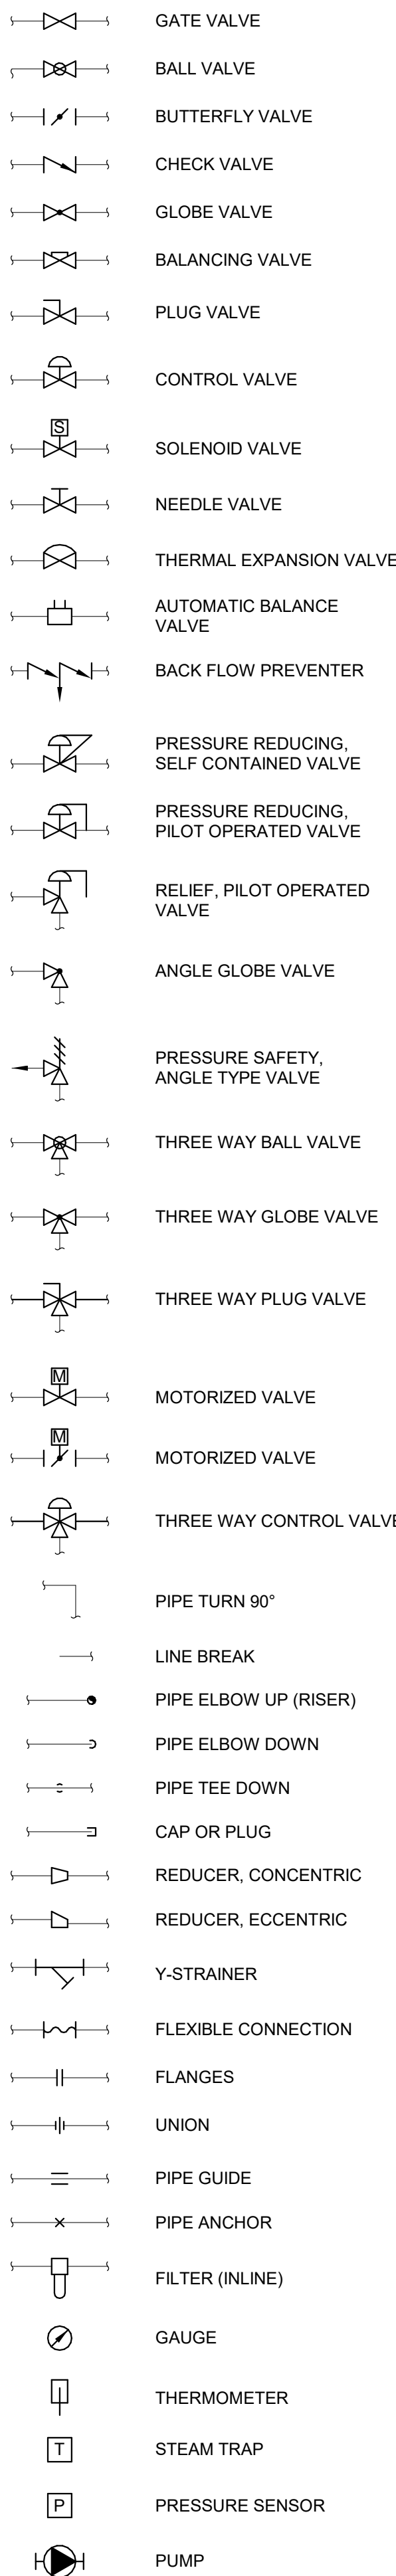 GATE VALVE
BALL VALVE
BUTTERFLY VALVE
CHECK VALVE
GLOBE VALVE
BALANCING VALVE
PLUG VALVE
CONTROL VALVE
S
SOLENOID VALVE
NEEDLE VALVE
THERMAL EXPANSION VALVE
AUTOMATIC BALANCE
VALVE
BACK FLOW PREVENTER
PRESSURE REDUCING,
SELF CONTAINED VALVE
PRESSURE REDUCING,
PILOT OPERATED VALVE
RELIEF, PILOT OPERATED
VALVE
ANGLE GLOBE VALVE
PRESSURE SAFETY,
ANGLE TYPE VALVE
THREE WAY BALL VALVE
THREE WAY GLOBE VALVE
THREE WAY PLUG VALVE
M
MOTORIZED VALVE
M
MOTORIZED VALVE
THREE WAY CONTROL VALVE
PIPE TURN 90°
LINE BREAK
PIPE ELBOW UP (RISER)
PIPE ELBOW DOWN
PIPE TEE DOWN
CAP OR PLUG
REDUCER, CONCENTRIC
REDUCER, ECCENTRIC
Y-STRAINER
FLEXIBLE CONNECTION
FLANGES
UNION
PIPE GUIDE
PIPE ANCHOR
FILTER (INLINE)
GAUGE
THERMOMETER
T STEAM TRAP
P PRESSURE SENSOR
PUMP